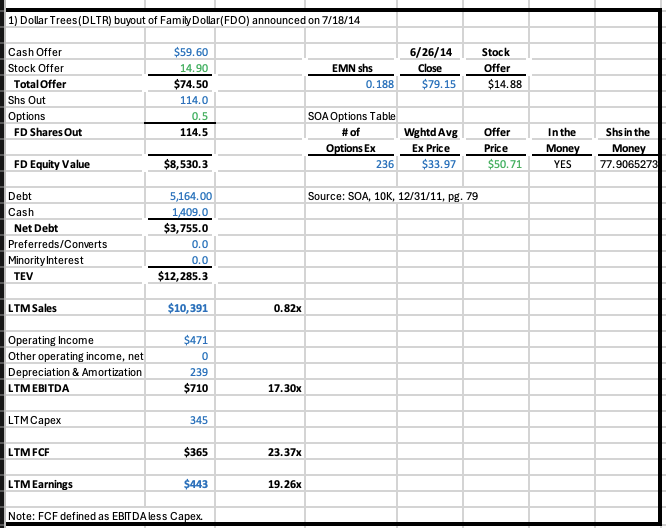 1) Dollar Trees (DLTR) buyout of Family Dollar (FDO) announced on 7/18/14
Cash Offer $59.60 6/26/14 Stock
Stock Offer 14.90 EMN shs Close Offer
Total Offer $74.50 0.188 $79.15 $14.88
Shs Out 114.0
Options 0.5 SOA Options Table
FD Shares Out 114.5 # of Wghtd Avg Offer In the Shs in the
Options Ex Ex Price Price Money Money
FD Equity Value $8,530.3 236 $33.97 $50.71 YES 77.9065273
Debt 5,164.00 Source: SOA, 10K, 12/31/11, pg. 79
Cash 1,409.0
Net Debt $3,755.0
Preferreds/Converts 0.0
Minority Interest 0.0
TEV $12,285.3
LTM Sales $10,391 0.82x
Operating Income $471
Other operating income, net 0
Depreciation & Amortization 239
LTM EBITDA $710 17.30x
LTM Capex 345
LTM FCF $365 23.37x
LTM Earnings $443 19.26x
Note: FCF defined as EBITDA less Capex.